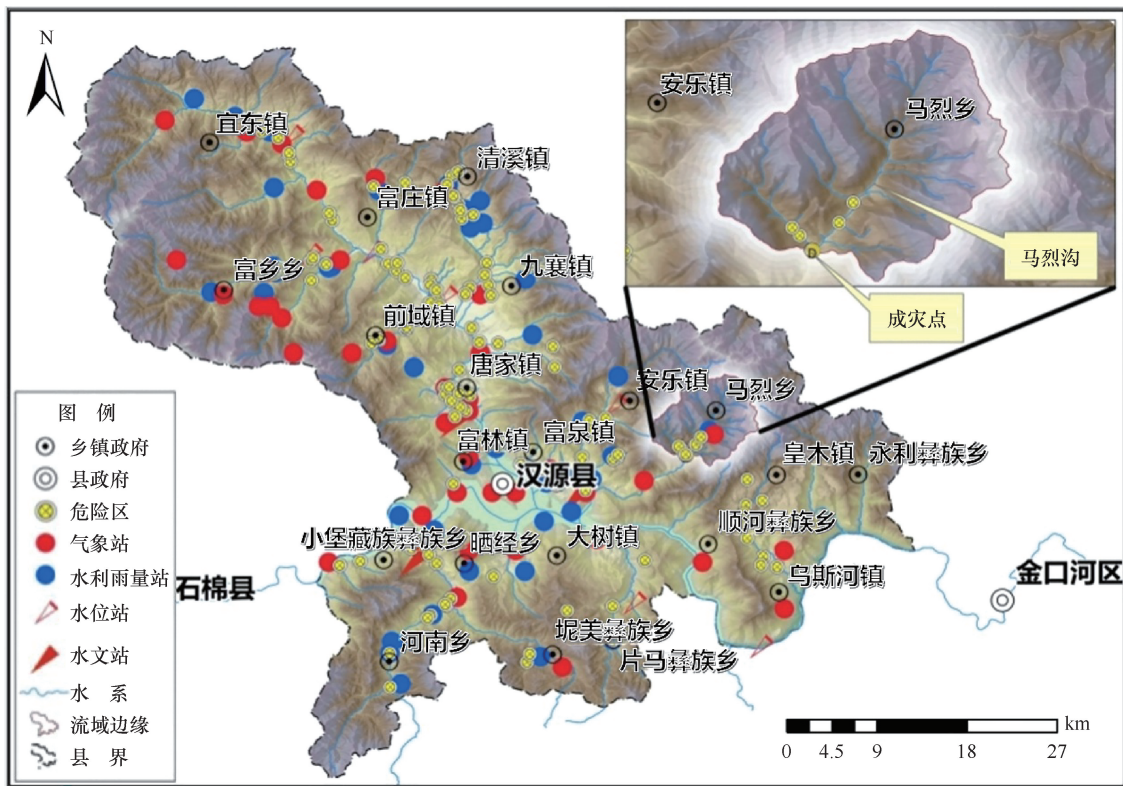 N
宜东镇
清溪镇
富庄镇
富乡乡
九襄镇
前域镇
唐家镇
安乐镇
马烈乡
富林镇
富泉镇
汉源县
皇木镇
永利彝族乡
小堡藏族彝族乡
晒经乡
大树镇
顺河彝族乡
乌斯河镇
石棉县
金口河区
河南乡
坭美彝族乡
片马彝族乡
安乐镇
马烈乡
马烈沟
成灾点
图 例
乡镇政府
县政府
危险区
气象站
水利雨量站
水位站
水文站
水 系
流域边缘
县 界
km
0 4.5 9 18 27